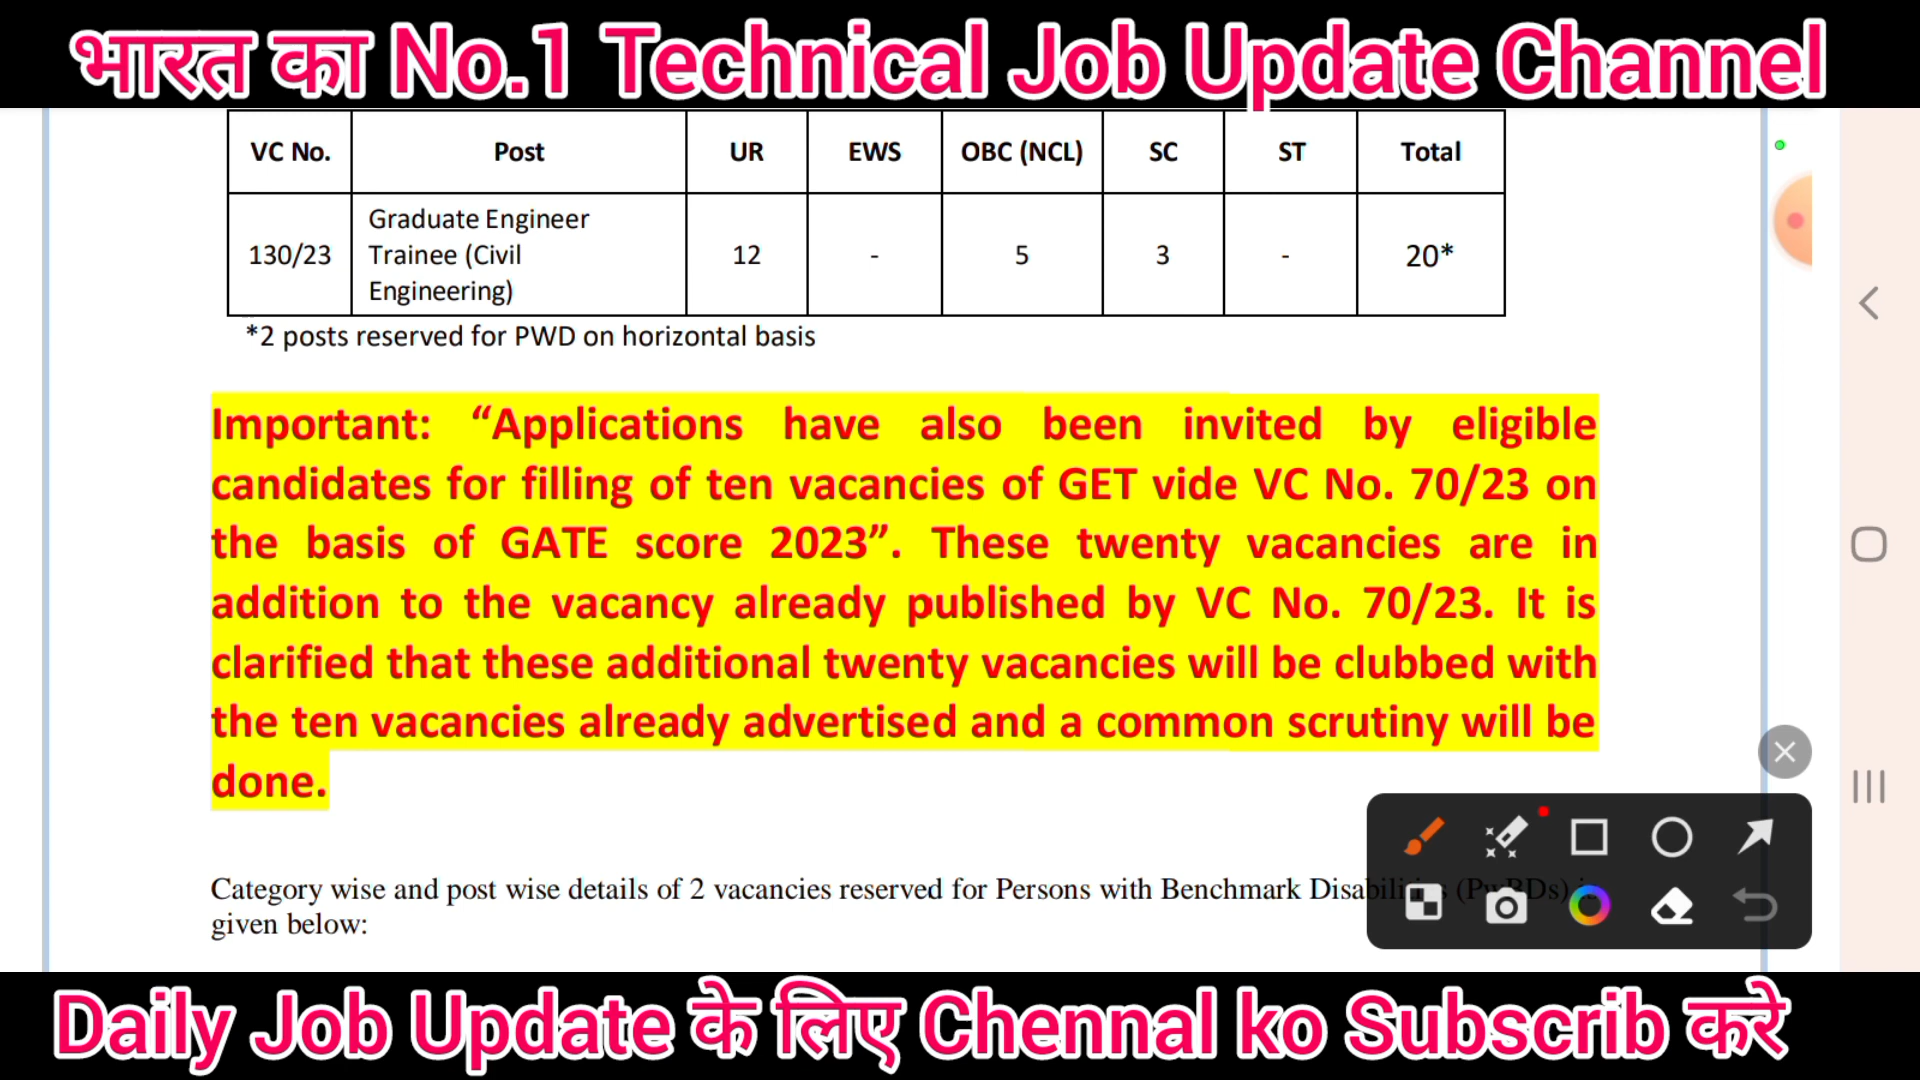 भारत का No.1 Technical Job Update Channel
VC No. Post UR EWS OBC (NCL) SC ST Total
130/23 Graduate Engineer Trainee (Civil Engineering) 12 - 5 3 - 20*
*2 posts reserved for PWD on horizontal basis
Important: “Applications have also been invited by eligible
candidates for filling of ten vacancies of GET vide VC No. 70/23 on
the basis of GATE score 2023”. These twenty vacancies are in
addition to the vacancy already published by VC No. 70/23. It is
clarified that these additional twenty vacancies will be clubbed with
the ten vacancies already advertised and a common scrutiny will be
done.
Category wise and post wise details of 2 vacancies reserved for Persons with Benchmark Disabilities (PwBDs)
given below:
Daily Job Update के लिए Chennal ko Subscrib करे